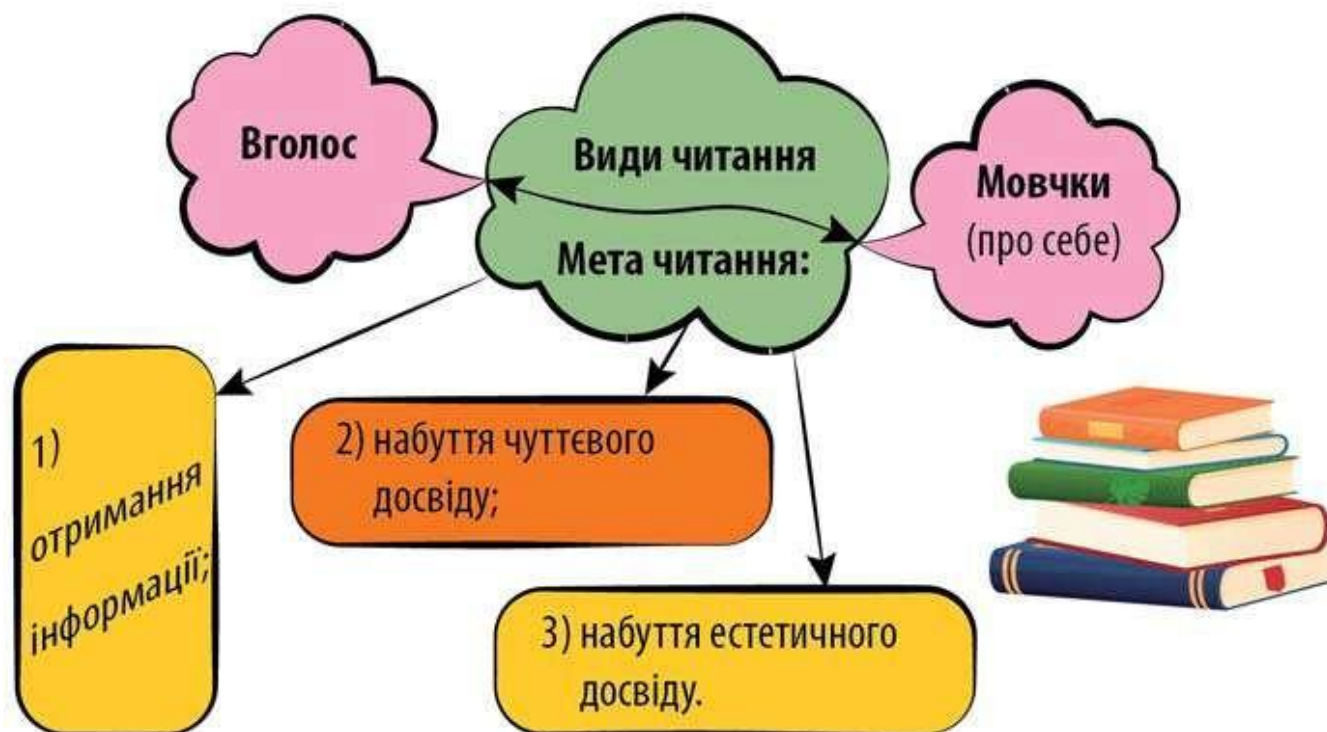 Вголос
Види читання
Мовчки
(про себе)
Мета читання:
1)
отримання
інформації;
2) набуття чуттєвого
досвіду;
3) набуття естетичного
досвіду.